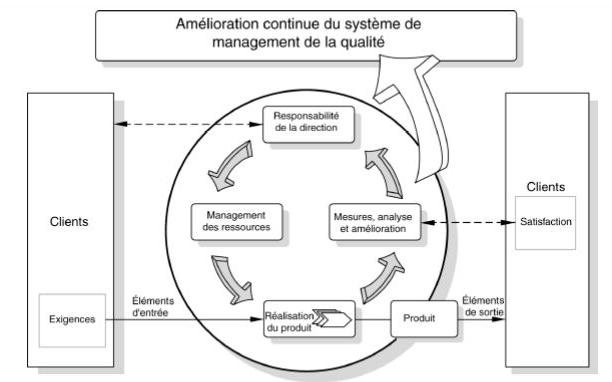 Amélioration continue du système de
management de la qualité
Responsabilité
de la direction
Clients
Clients
Management
des ressources
Mesures, analyse
et amélioration
Satisfaction
Exigences
Éléments
d'entrée
Réalisation
du produit
Produit
Éléments
de sortie